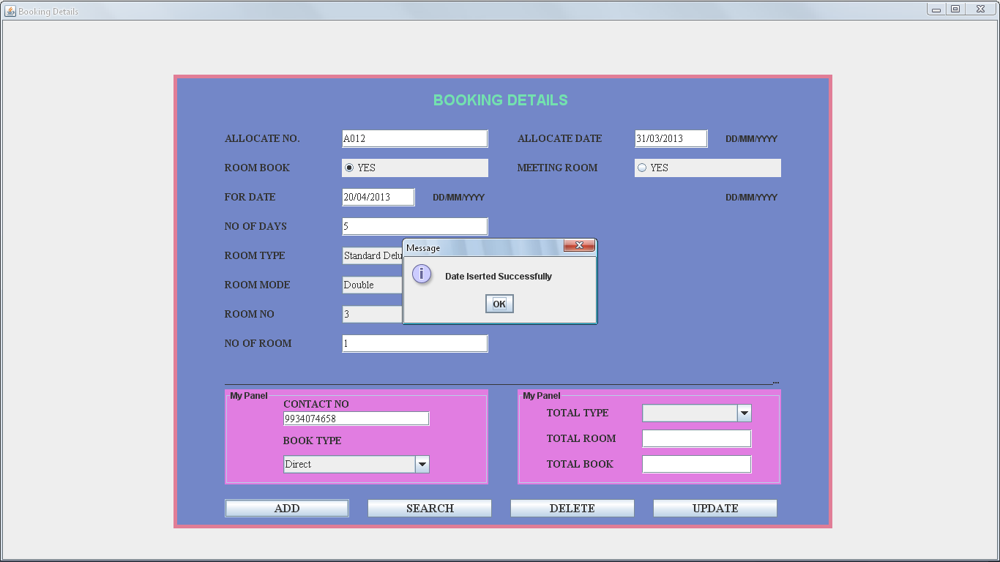 Booking Details
BOOKING DETAILS
ALLOCATE NO. A012 ALLOCATE DATE 31/03/2013 DD/MM/YYYY
ROOM BOOK YES MEETING ROOM YES
FOR DATE 20/04/2013 DD/MM/YYYY DD/MM/YYYY
NO OF DAYS 5
Message
ROOM TYPE Standard
Date Iserted Successfully
ROOM MODE Double
OK
ROOM NO 3
NO OF ROOM 1
...
My Panel
CONTACT NO
9934074658
BOOK TYPE
Direct
My Panel
TOTAL TYPE
TOTAL ROOM
TOTAL BOOK
ADD SEARCH DELETE UPDATE